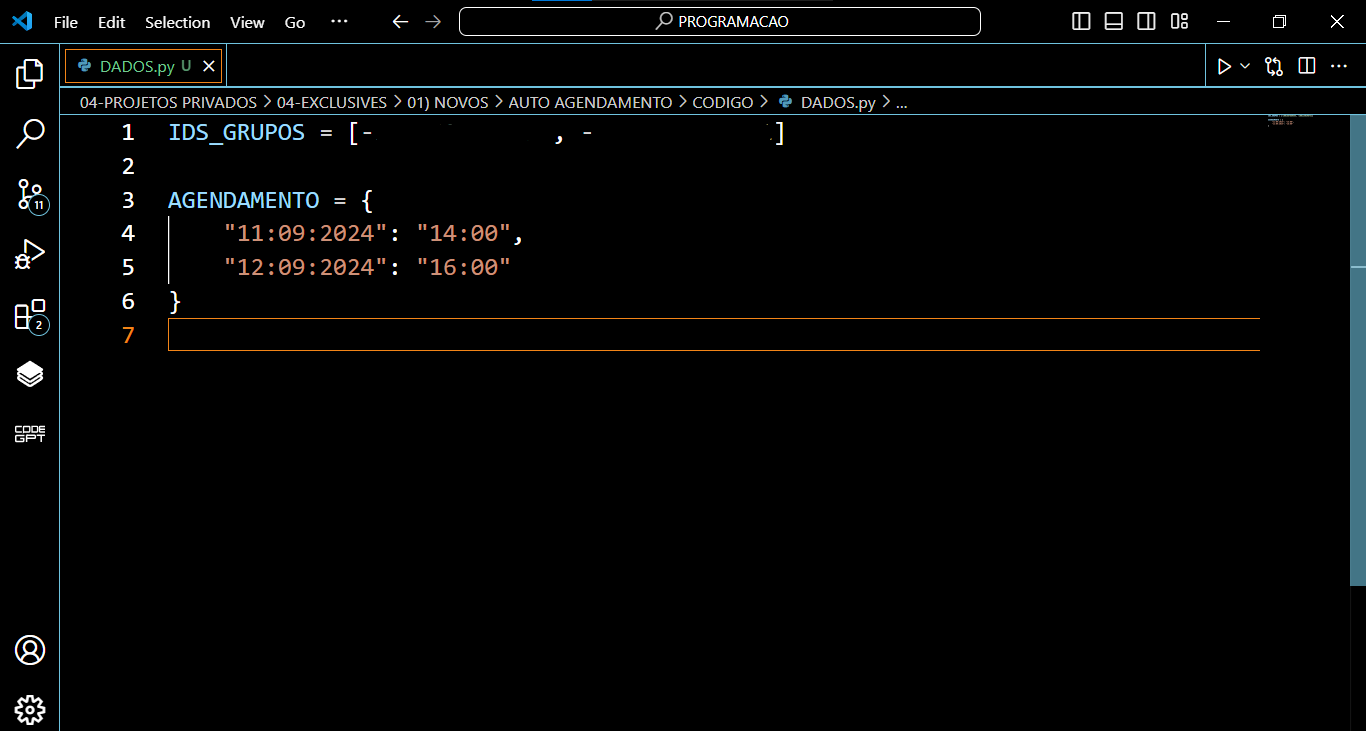 File Edit Selection View Go ··· PROGRAMACAO
DADOS.py U
04-PROJETOS PRIVADOS > 04-EXCLUSIVES > 01) NOVOS > AUTO AGENDAMENTO > CODIGO > DADOS.py > ...
1 IDS_GRUPOS = [- , - ]
2
3 AGENDAMENTO = {
4 "11:09:2024": "14:00",
5 "12:09:2024": "16:00"
6 }
7
11
2
CODE
GPT